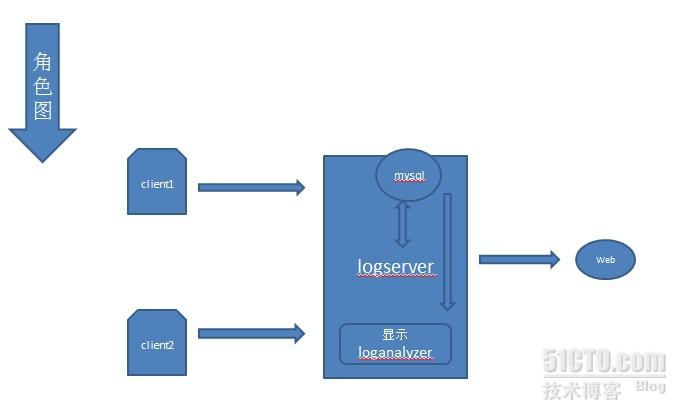 角色图
client1
mysql
logserver
Web
client2
显示
loganalyzer
51CTO.com
技术博客 Blog